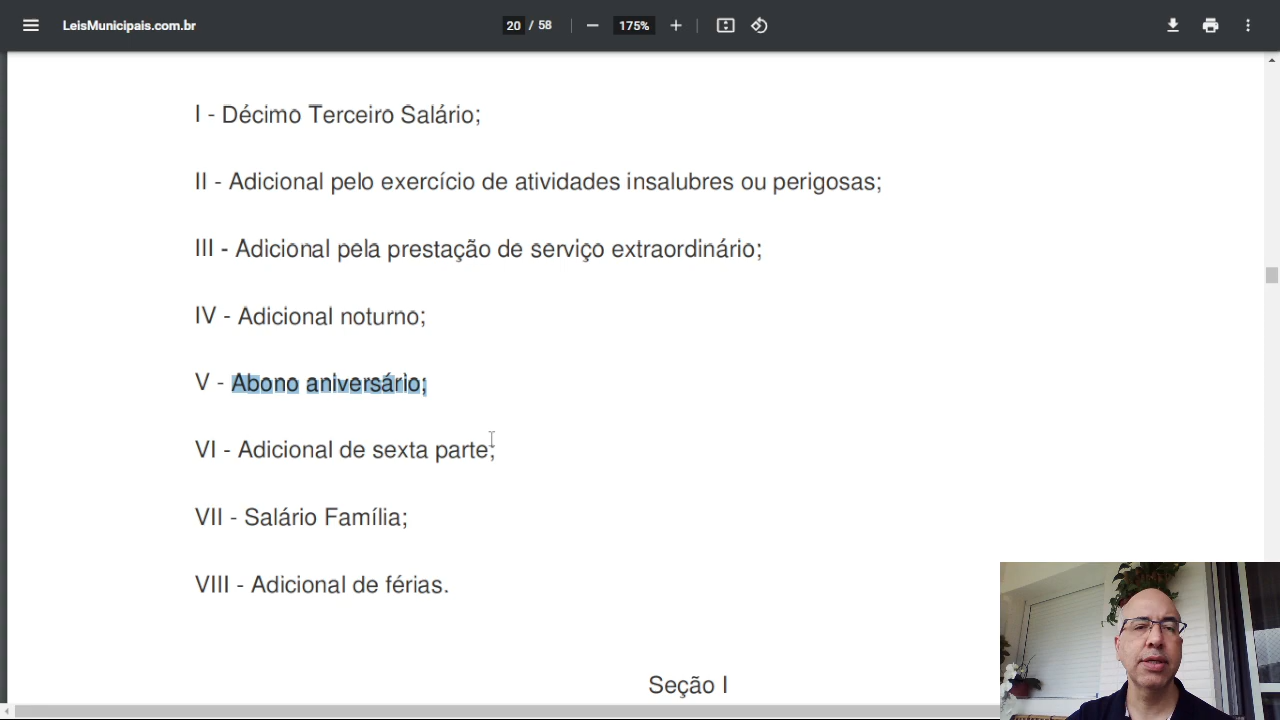 LeisMunicipais.com.br
20 / 58
175%
I - Décimo Terceiro Salário;
II - Adicional pelo exercício de atividades insalubres ou perigosas;
III - Adicional pela prestação de serviço extraordinário;
IV - Adicional noturno;
V - Abono aniversário;
VI - Adicional de sexta parte;
VII - Salário Família;
VIII - Adicional de férias.
Seção I